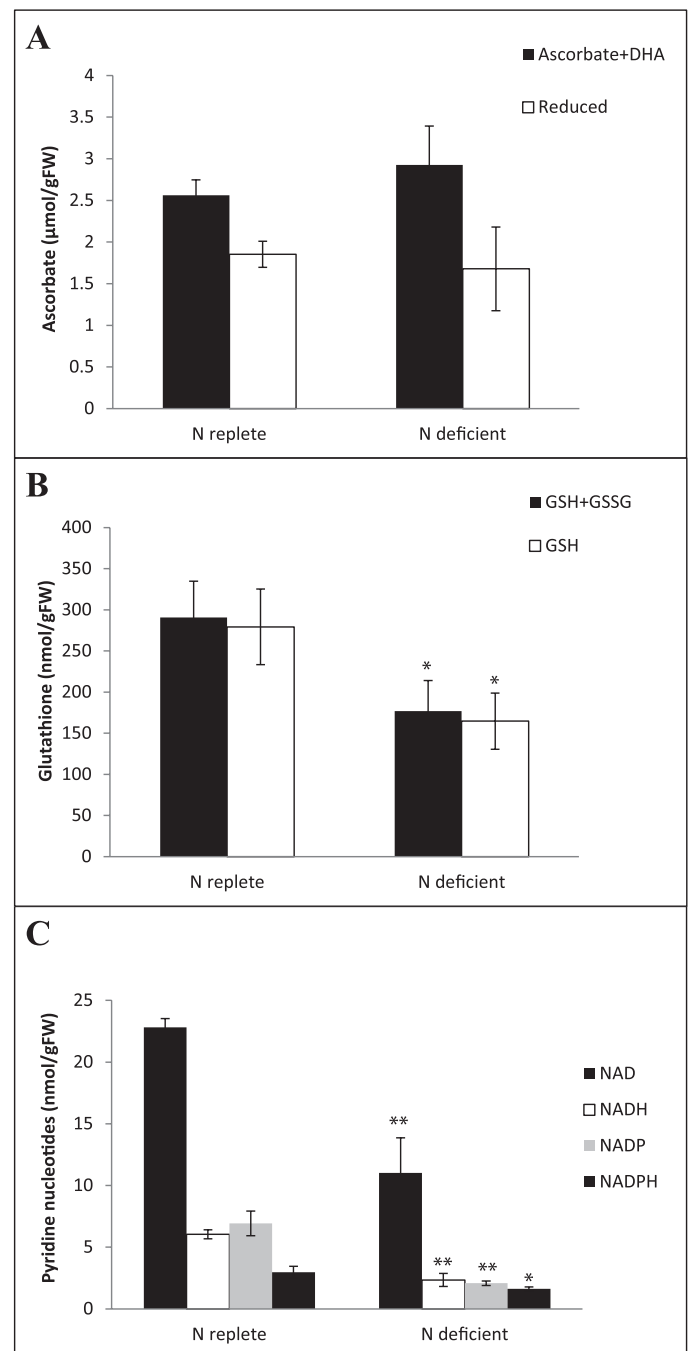 A
Ascorbate+DHA
Reduced
Ascorbate (µmol/gFW)
4
3.5
3
2.5
2
1.5
1
0.5
0
N replete
N deficient
B
GSH+GSSG
GSH
Glutathione (nmol/gFW)
400
350
300
250
200
150
100
50
0
*
*
N replete
N deficient
C
Pyridine nucleotides (nmol/gFW)
25
20
15
10
5
0
NAD
NADH
NADP
NADPH
**
**
**
*
N replete
N deficient